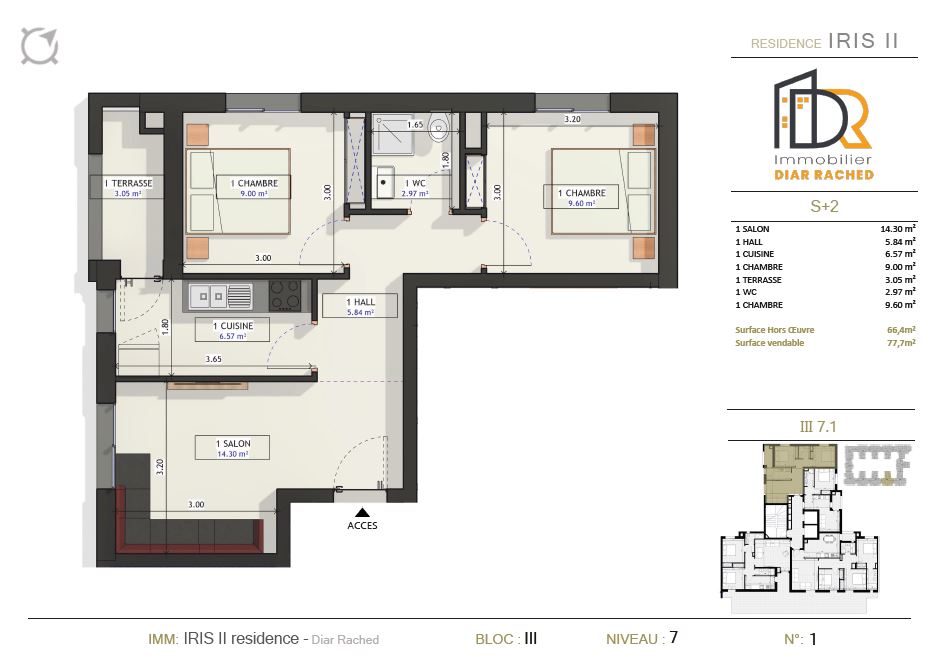 RESIDENCE IRIS II
Immobilier
DIAR RACHED
S+2
1 SALON 14.30 m²
1 HALL 5.84 m²
1 CUISINE 6.57 m²
1 CHAMBRE 9.00 m²
1 TERRASSE 3.05 m²
1 WC 2.97 m²
1 CHAMBRE 9.60 m²
Surface Hors Œuvre 66,4m²
Surface vendable 77,7m²
III 7.1
1.65
3.20
1.80
1 TERRASSE
3.05 m²
1 CHAMBRE
9.00 m²
3.00
1 WC
2.97 m²
3.00
1 CHAMBRE
9.60 m²
3.00
1 HALL
5.84 m²
1.80
1 CUISINE
6.57 m²
3.65
1 SALON
14.30 m²
3.20
3.00
ACCES
IMM: IRIS II residence - Diar Rached BLOC : III NIVEAU : 7 N°: 1